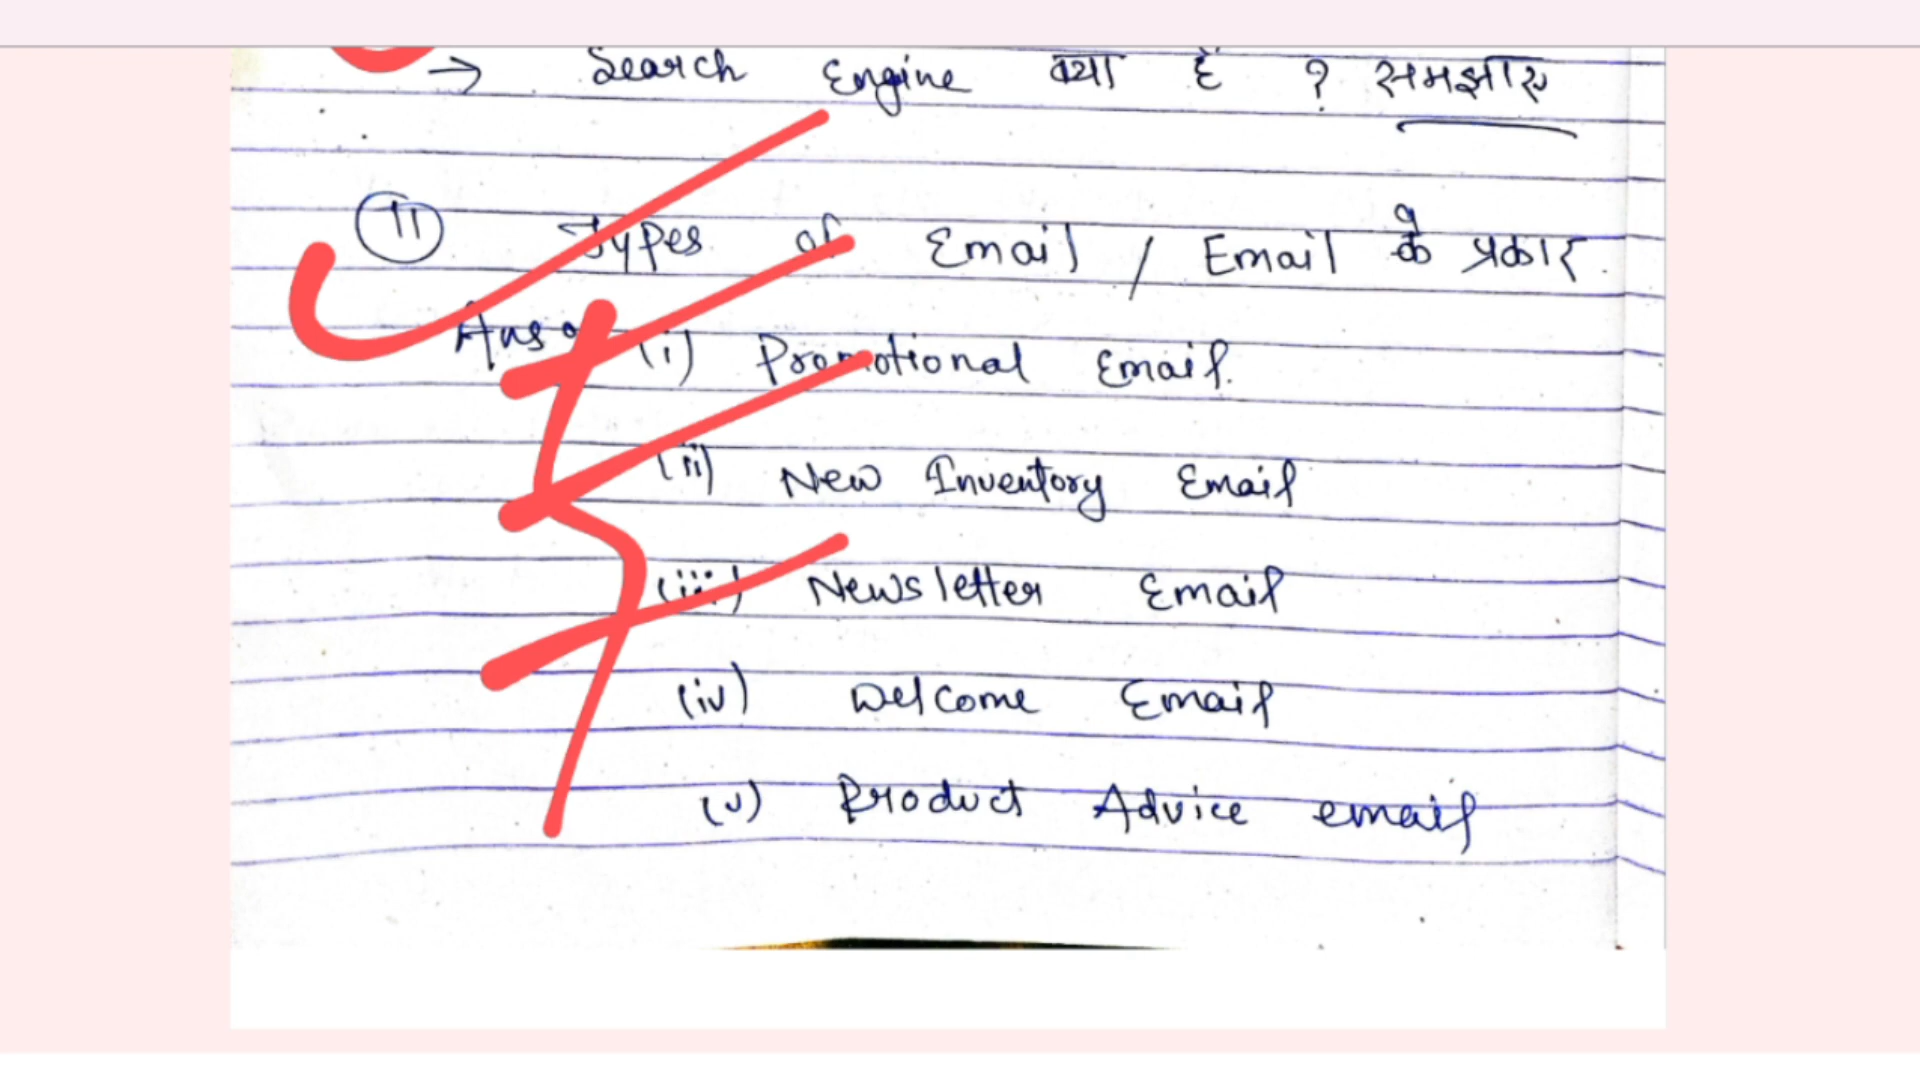 → Search Engine क्या है ? समझाए
11 Types of Email / Email के प्रकार.
Ans (i) Promotional Email.
(ii) New Inventory Email
(iii) Newsletter Email
(iv) Welcome Email
(v) Product Advice email